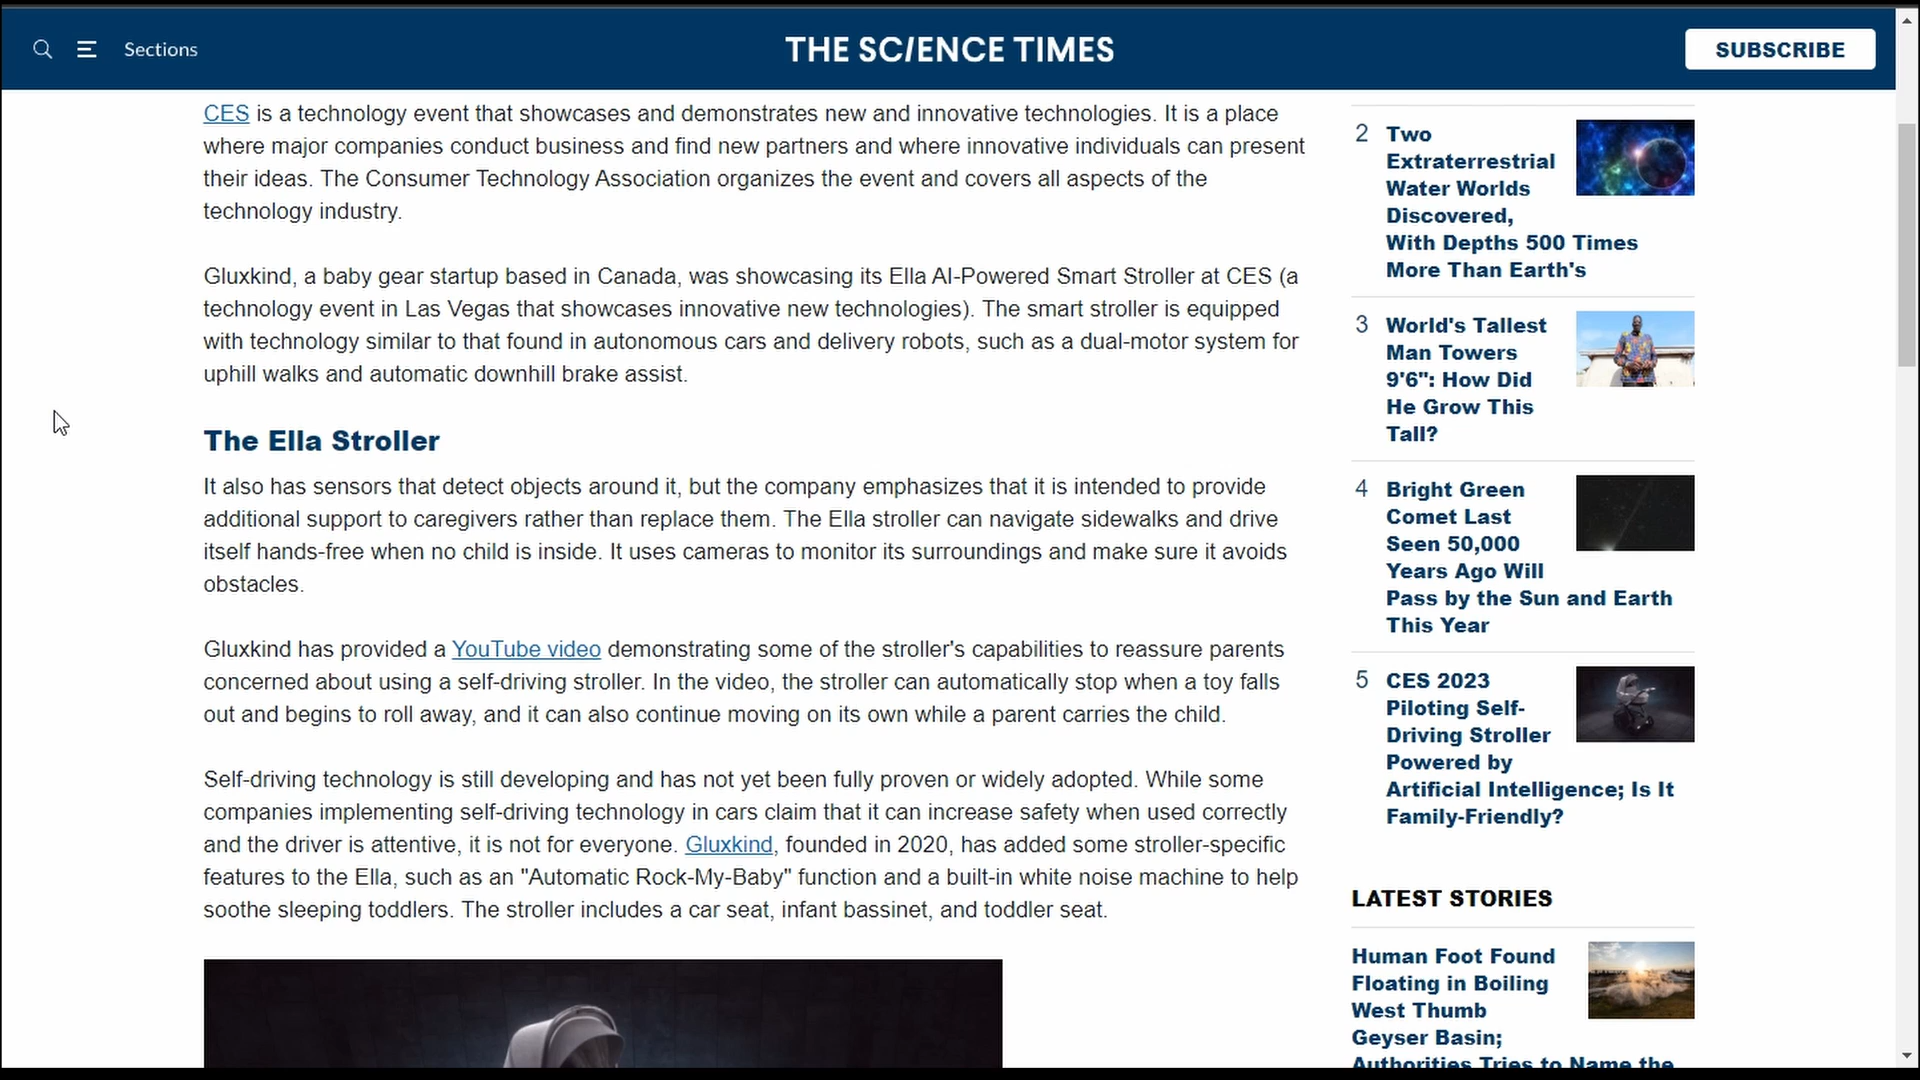 Sections
THE SCIENCE TIMES
SUBSCRIBE
CES is a technology event that showcases and demonstrates new and innovative technologies. It is a place
where major companies conduct business and find new partners and where innovative individuals can present
their ideas. The Consumer Technology Association organizes the event and covers all aspects of the
technology industry.
Gluxkind, a baby gear startup based in Canada, was showcasing its Ella AI-Powered Smart Stroller at CES (a
technology event in Las Vegas that showcases innovative new technologies). The smart stroller is equipped
with technology similar to that found in autonomous cars and delivery robots, such as a dual-motor system for
uphill walks and automatic downhill brake assist.
The Ella Stroller
It also has sensors that detect objects around it, but the company emphasizes that it is intended to provide
additional support to caregivers rather than replace them. The Ella stroller can navigate sidewalks and drive
itself hands-free when no child is inside. It uses cameras to monitor its surroundings and make sure it avoids
obstacles.
Gluxkind has provided a YouTube video demonstrating some of the stroller's capabilities to reassure parents
concerned about using a self-driving stroller. In the video, the stroller can automatically stop when a toy falls
out and begins to roll away, and it can also continue moving on its own while a parent carries the child.
Self-driving technology is still developing and has not yet been fully proven or widely adopted. While some
companies implementing self-driving technology in cars claim that it can increase safety when used correctly
and the driver is attentive, it is not for everyone. Gluxkind, founded in 2020, has added some stroller-specific
features to the Ella, such as an "Automatic Rock-My-Baby" function and a built-in white noise machine to help
soothe sleeping toddlers. The stroller includes a car seat, infant bassinet, and toddler seat.
2 Two
Extraterrestrial
Water Worlds
Discovered,
With Depths 500 Times
More Than Earth's
3 World's Tallest
Man Towers
9'6": How Did
He Grow This
Tall?
4 Bright Green
Comet Last
Seen 50,000
Years Ago Will
Pass by the Sun and Earth
This Year
5 CES 2023
Piloting Self-
Driving Stroller
Powered by
Artificial Intelligence; Is It
Family-Friendly?
LATEST STORIES
Human Foot Found
Floating in Boiling
West Thumb
Geyser Basin;
Authorities Tries to Name the